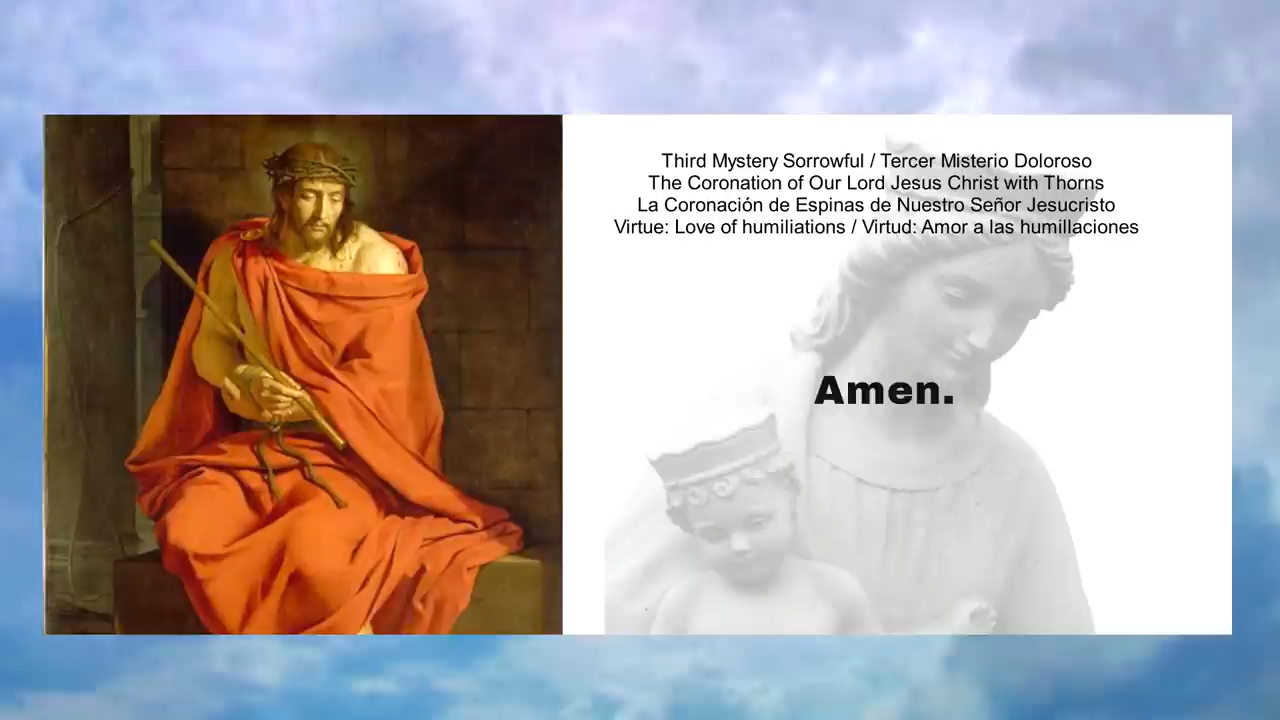 Third Mystery Sorrowful / Tercer Misterio Doloroso
The Coronation of Our Lord Jesus Christ with Thorns
La Coronación de Espinas de Nuestro Señor Jesucristo
Virtue: Love of humiliations / Virtud: Amor a las humillaciones
Amen.